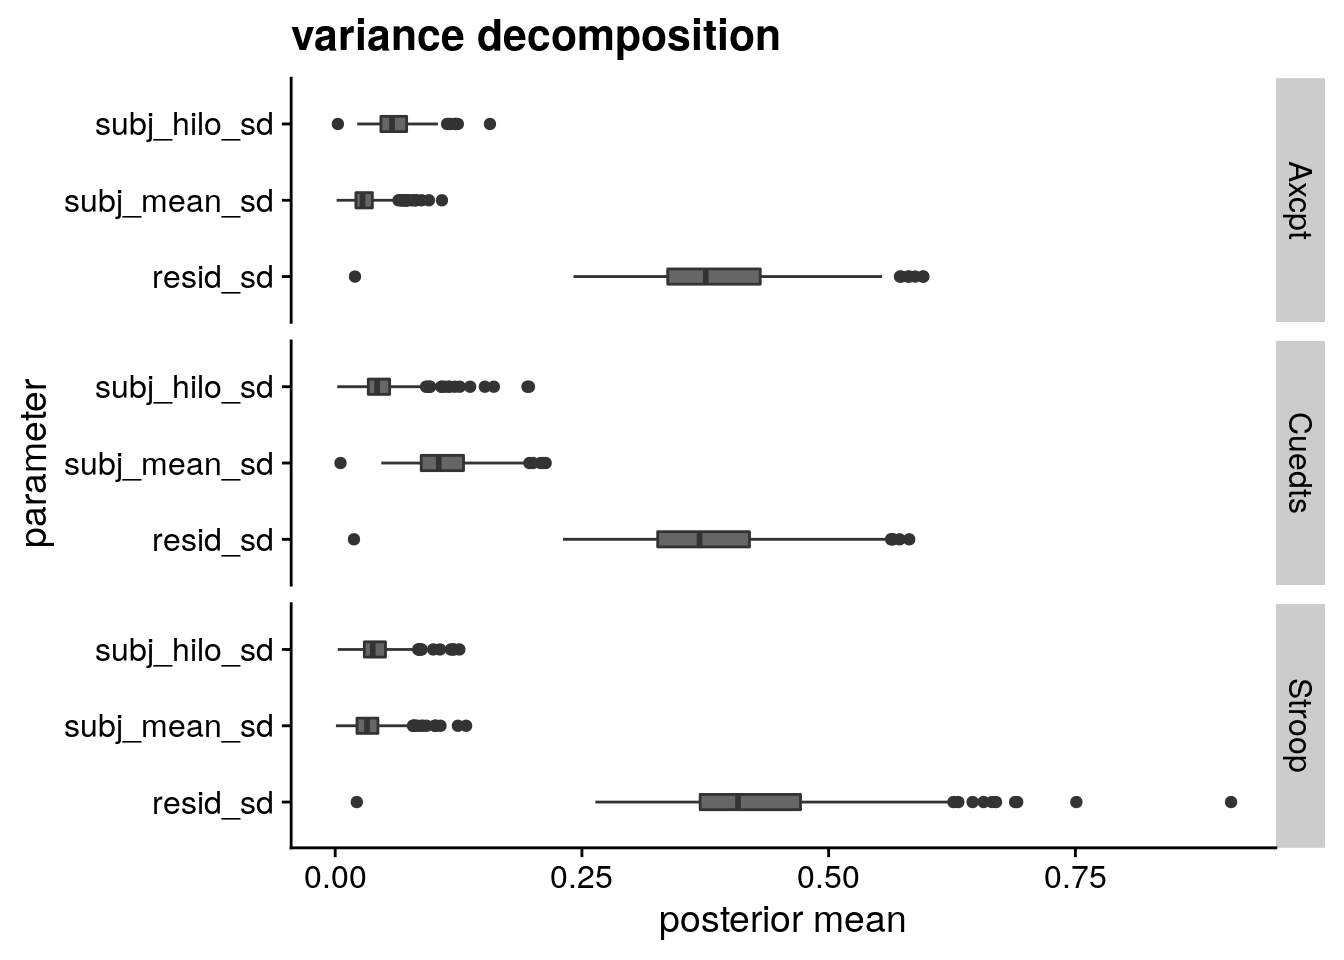 variance decomposition
parameter
subj_hilo_sd
subj_mean_sd
resid_sd
Axcpt
subj_hilo_sd
subj_mean_sd
resid_sd
Cuedts
subj_hilo_sd
subj_mean_sd
resid_sd
Stroop
0.00 0.25 0.50 0.75
posterior mean